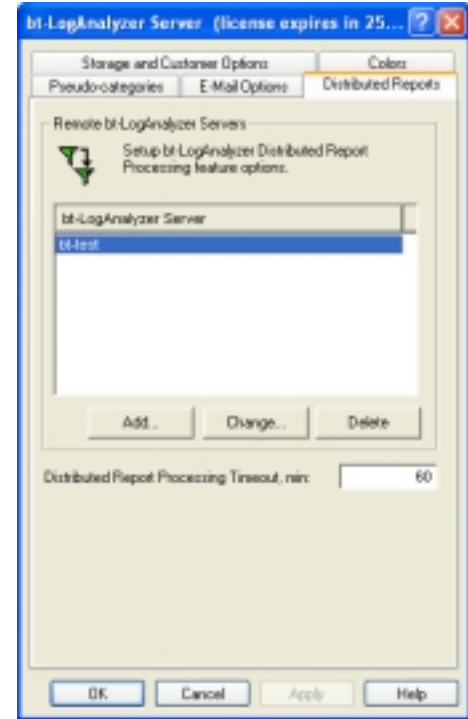 bt-LogAnalyzer Server (license expires in 25...
Storage and Customer Options
Colors
Pseudo-categories
E-Mail Options
Distributed Reports
Remote bt-LogAnalyzer Servers
Setup bt-LogAnalyzer Distributed Report
Processing feature options.
bt-LogAnalyzer Server
bt-test
Add...
Change...
Delete
Distributed Report Processing Timeout, min:
60
OK
Cancel
Apply
Help